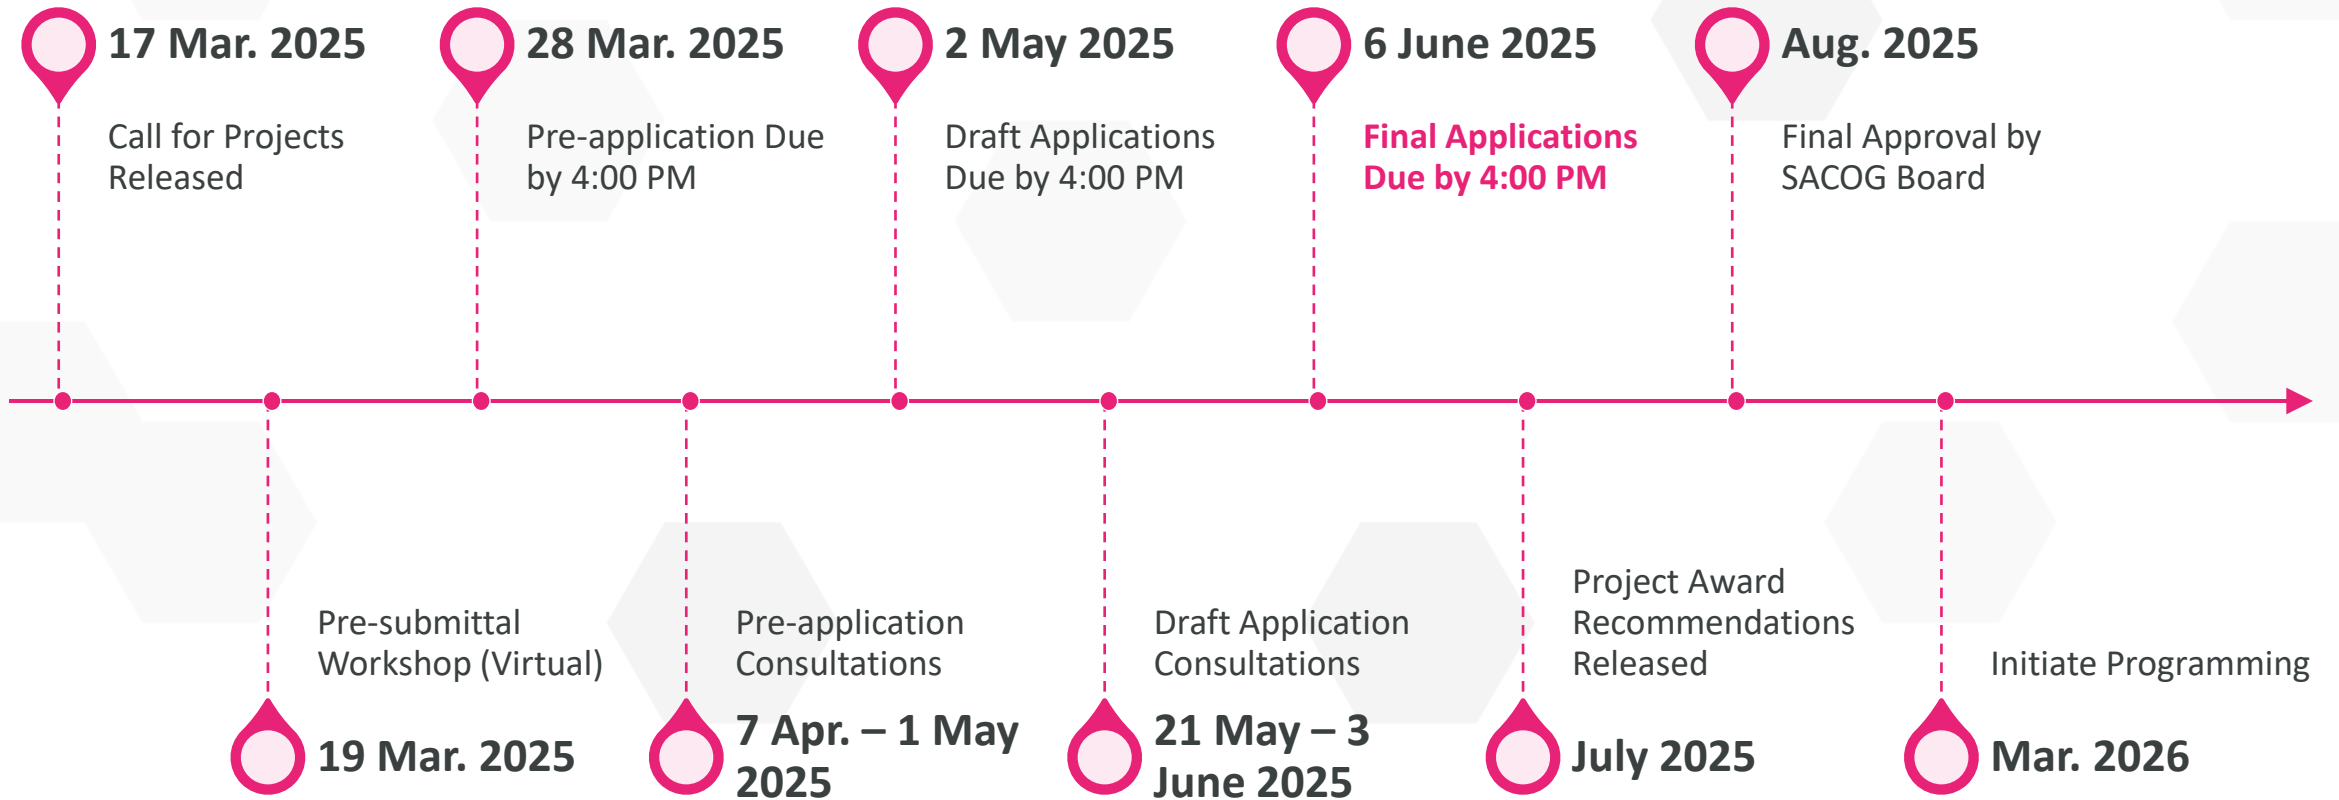 17 Mar. 2025
Call for Projects
Released
28 Mar. 2025
Pre-application Due
by 4:00 PM
2 May 2025
Draft Applications
Due by 4:00 PM
6 June 2025
Final Applications
Due by 4:00 PM
Aug. 2025
Final Approval by
SACOG Board
Pre-submittal
Workshop (Virtual)
19 Mar. 2025
Pre-application
Consultations
7 Apr. – 1 May
2025
Draft Application
Consultations
21 May – 3
June 2025
Project Award
Recommendations
Released
July 2025
Initiate Programming
Mar. 2026